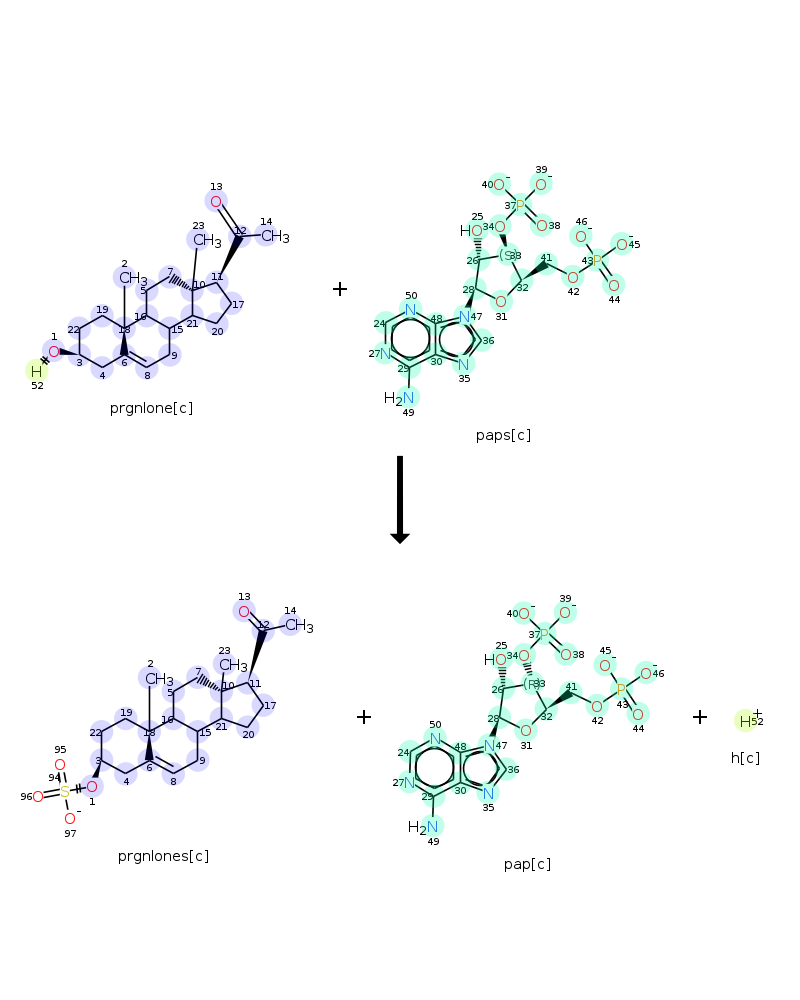 39
40 O - O -
13 37 P
O 25 34 O O 38 46
23 14 H O O - O - 45
CH3 12 CH3 26 (S) 33 41 43 P
2 7 10 11 28 32 O O
CH3 5 + 50 O 42 44
19 16 17 N 48 N 47 31
22 18 15 21 20 24 36
1 O 27 N 30 N
H 3 4 6 8 9 29 35
52 H2N
prgnlone[c] 49
paps[c]
39
13 40 O - O -
O 14 37 P
12 CH3 25 34 O O 38 45
23 H O O - O - 46
2 7 CH3 11 26 (R) 33 41 43 P
CH3 5 10 28 32 O O
19 16 17 + 50 O 42 44 + H + 52
22 18 15 21 20 N 48 N 47 31
95 24 36 h[c]
O 94 3 6 9 27 N 30 N
96 O S O 4 8 29 35
O - 1 H2N
97 49
prgnlones[c] pap[c]